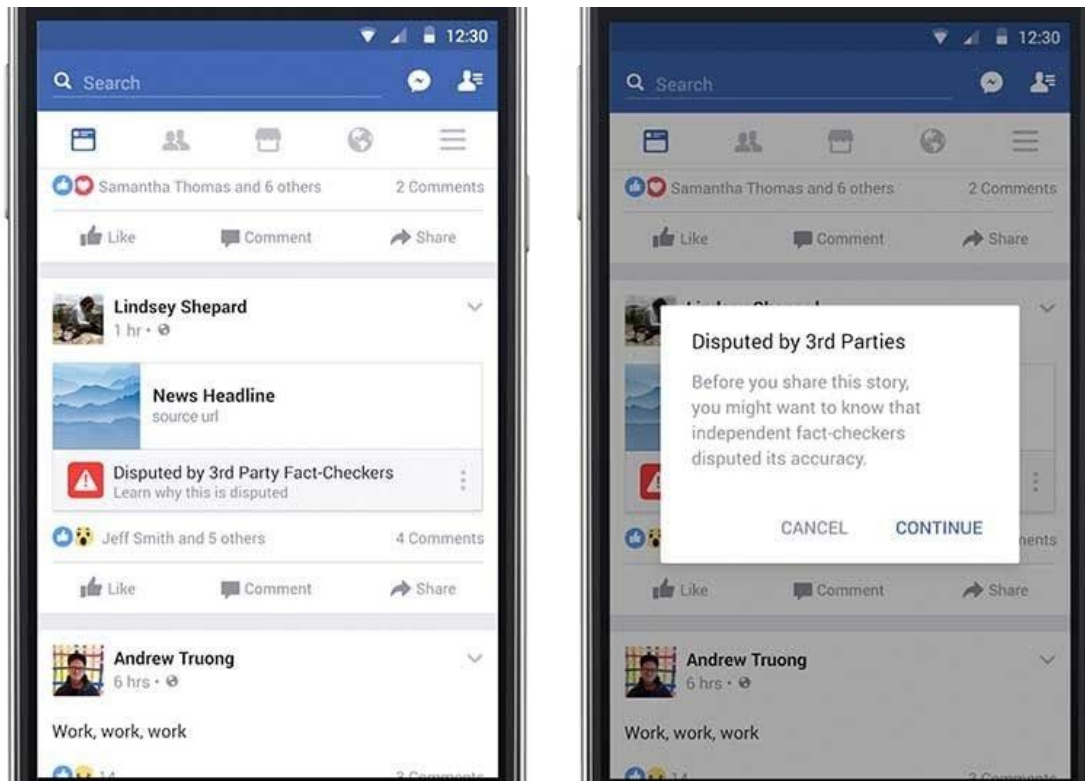 12:30
Search
Samantha Thomas and 6 others 2 Comments
Like Comment Share
Lindsey Shepard
1 hr •
News Headline
source url
Disputed by 3rd Party Fact-Checkers
Learn why this is disputed
Jeff Smith and 5 others 4 Comments
Like Comment Share
Andrew Truong
6 hrs •
Work, work, work
14 3 Comments
12:30
Search
Samantha Thomas and 6 others 2 Comments
Like Comment Share
Disputed by 3rd Parties
Before you share this story,
you might want to know that
independent fact-checkers
disputed its accuracy.
CANCEL CONTINUE
Like Comment Share
Andrew Truong
6 hrs •
Work, work, work